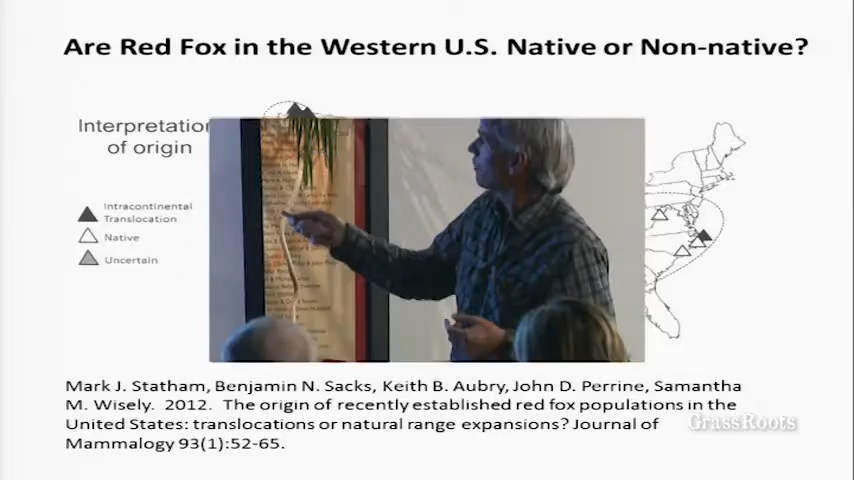 Are Red Fox in the Western U.S. Native or Non-native?
Interpretation
of origin
Intracontinental
Translocation
Native
Uncertain
Mark J. Statham, Benjamin N. Sacks, Keith B. Aubry, John D. Perrine, Samantha
M. Wisely.  2012.  The origin of recently established red fox populations in the
United States: translocations or natural range expansions? Journal of
Mammalogy 93(1):52-65.
GrassRoots